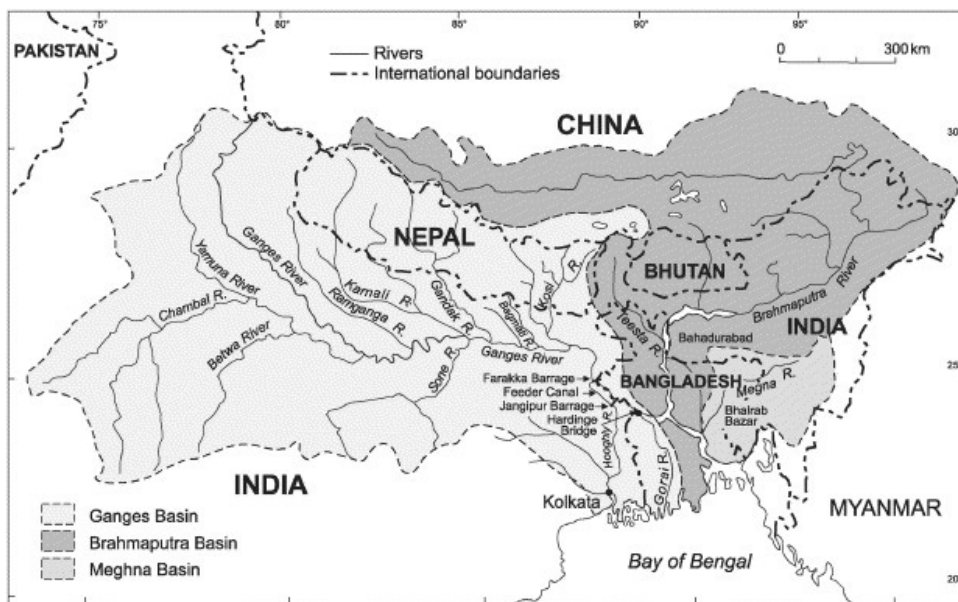 75°
80°
85°
90°
95°
PAKISTAN
Rivers
International boundaries
0
300 km
CHINA
30
NEPAL
BHUTAN
Yamuna River
Ganges River
Chambal R.
Betwa River
Karnali R.
Ramganga R.
Gandak R.
Bagmati R.
Kosi R.
Teesta R.
Brahmaputra River
Bahadurabad
INDIA
25
Sone R.
Ganges River
Farakka Barrage
Feeder Canal
Jangipur Barrage
Hardinge
Bridge
BANGLADESH
Megna R.
Bhairab
Bazar
Hooghly R.
Gorai R.
INDIA
Kolkata
MYANMAR
Bay of Bengal
Ganges Basin
Brahmaputra Basin
Meghna Basin
20